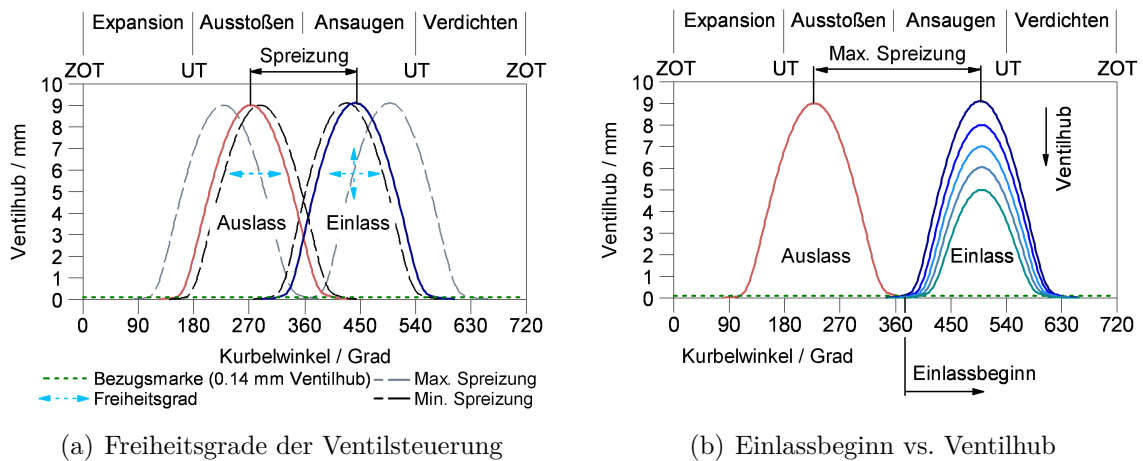 Expansion Ausstoßen Ansaugen Verdichten
Spreizung
ZOT UT UT ZOT
10
9
8
7
6
5
4
3
2
1
0
Ventilhub / mm
Auslass Einlass
0 90 180 270 360 450 540 630 720
Kurbelwinkel / Grad
Bezugsmarke (0.14 mm Ventilhub) Max. Spreizung
Freiheitsgrad Min. Spreizung
(a) Freiheitsgrade der Ventilsteuerung
Expansion Ausstoßen Ansaugen Verdichten
Max. Spreizung
ZOT UT UT ZOT
10
9
8
7
6
5
4
3
2
1
0
Ventilhub / mm
Ventilhub
Auslass Einlass
0 90 180 270 360 450 540 630 720
Kurbelwinkel / Grad
Einlassbeginn
(b) Einlassbeginn vs. Ventilhub